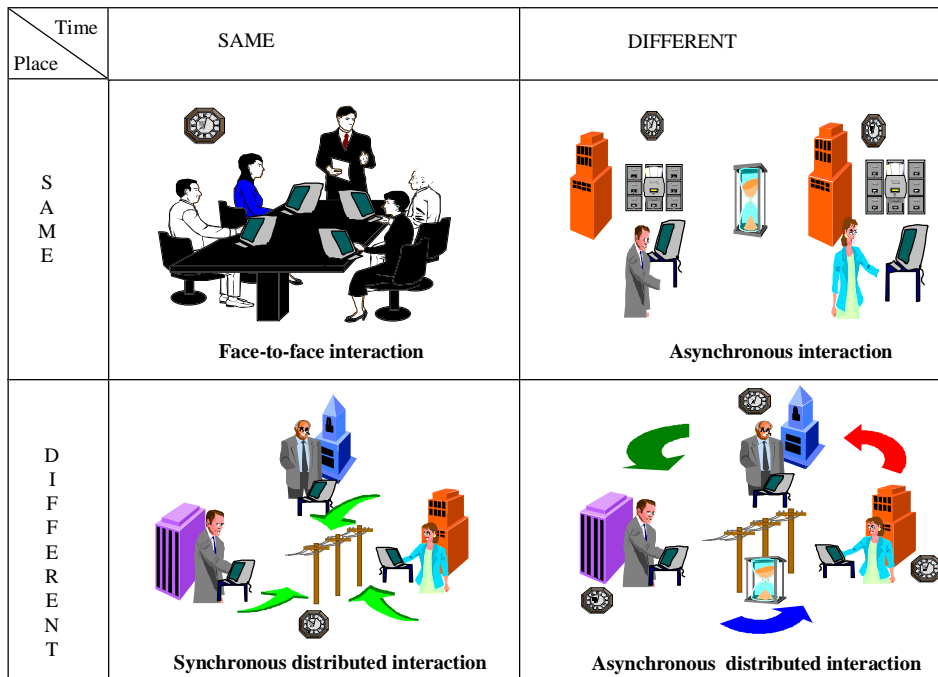 Time
Place
SAME
DIFFERENT
S
A
M
E
Face-to-face interaction
Asynchronous interaction
D
I
F
F
E
R
E
N
T
Synchronous distributed interaction
Asynchronous distributed interaction